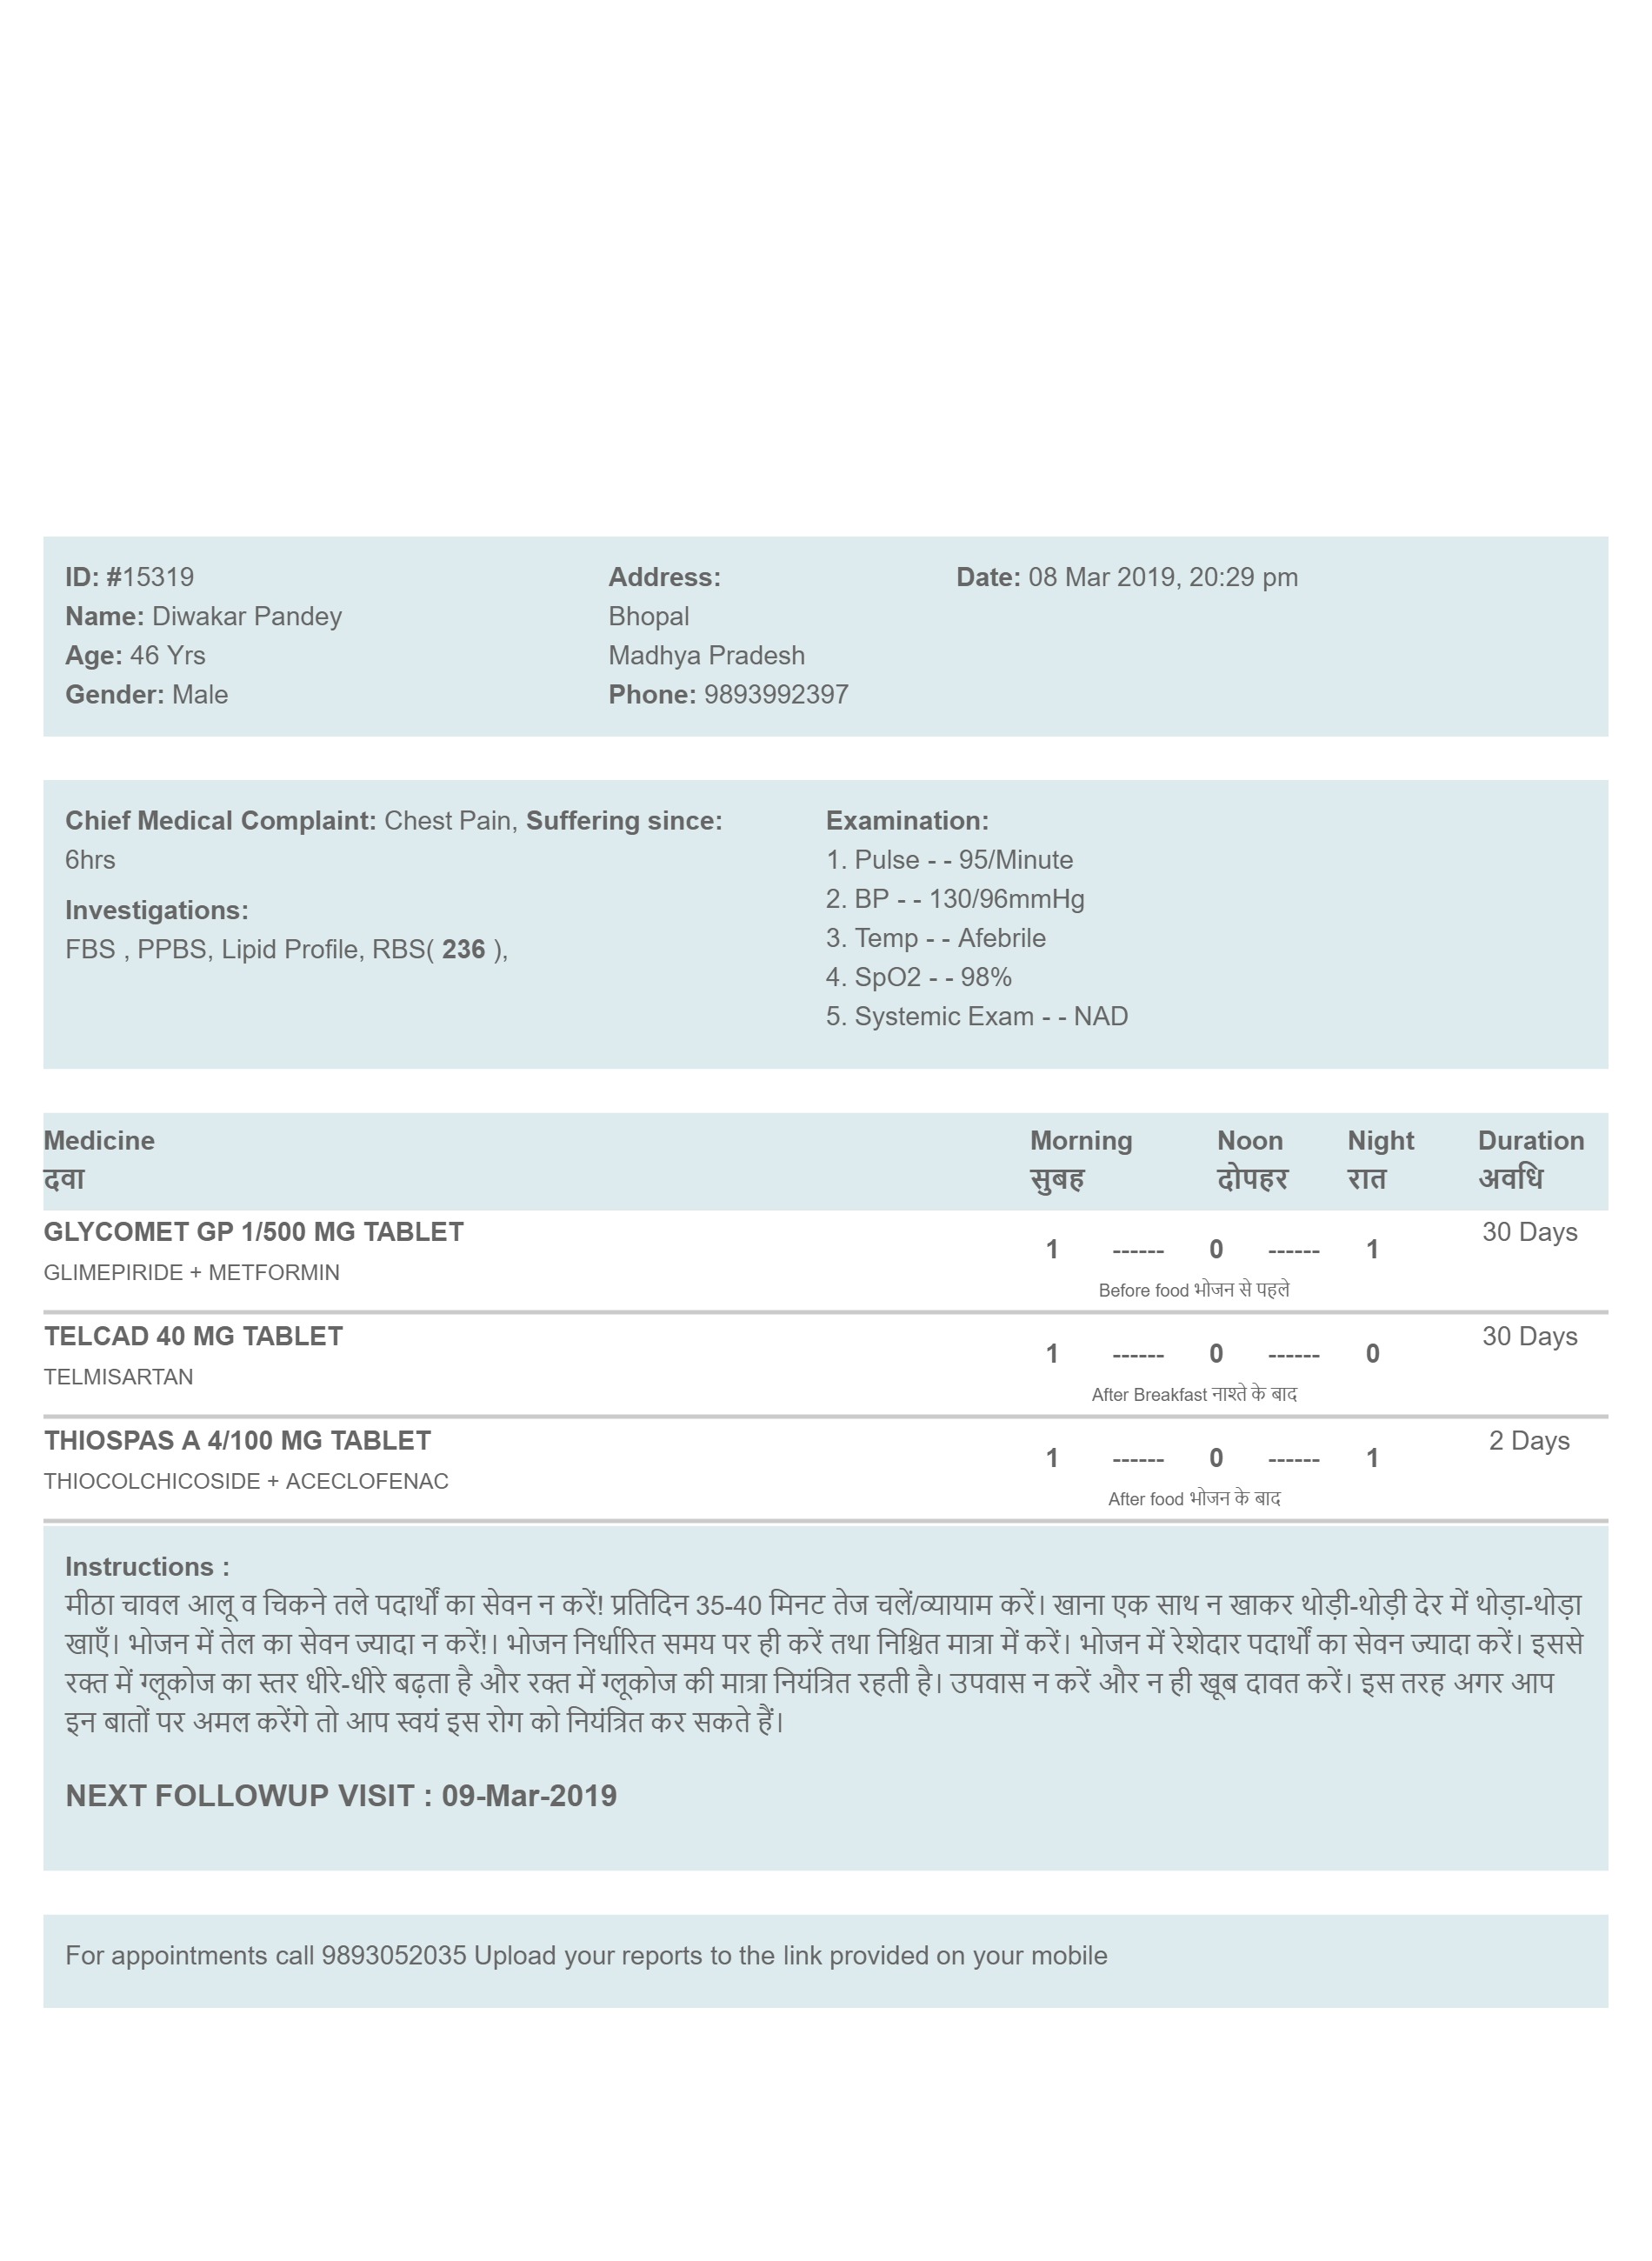 ID: #15319
Name: Diwakar Pandey
Age: 46 Yrs
Gender: Male
Address:
Bhopal
Madhya Pradesh
Phone: 9893992397
Date: 08 Mar 2019, 20:29 pm
Chief Medical Complaint: Chest Pain, Suffering since:
6hrs
Investigations:
FBS , PPBS, Lipid Profile, RBS( 236 ),
Examination:
1. Pulse - - 95/Minute
2. BP - - 130/96mmHg
3. Temp - - Afebrile
4. SpO2 - - 98%
5. Systemic Exam - - NAD
Medicine Morning Noon Night Duration
दवा सुबह दोपहर रात अवधि
GLYCOMET GP 1/500 MG TABLET 30 Days
1 ------ 0 ------ 1
GLIMEPIRIDE + METFORMIN
Before food भोजन से पहले
TELCAD 40 MG TABLET 30 Days
1 ------ 0 ------ 0
TELMISARTAN
After Breakfast नाश्ते के बाद
THIOSPAS A 4/100 MG TABLET 2 Days
1 ------ 0 ------ 1
THIOCOLCHICOSIDE + ACECLOFENAC
After food भोजन के बाद
Instructions :
मीठा चावल आलू व चिकने तले पदार्थों का सेवन न करें! प्रतिदिन 35-40 मिनट तेज चलें/व्यायाम करें। खाना एक साथ न खाकर थोड़ी-थोड़ी देर में थोड़ा-थोड़ा
खाएँ। भोजन में तेल का सेवन ज्यादा न करें!। भोजन निर्धारित समय पर ही करें तथा निश्चित मात्रा में करें। भोजन में रेशेदार पदार्थों का सेवन ज्यादा करें। इससे
रक्त में ग्लूकोज का स्तर धीरे-धीरे बढ़ता है और रक्त में ग्लूकोज की मात्रा नियंत्रित रहती है। उपवास न करें और न ही खूब दावत करें। इस तरह अगर आप
इन बातों पर अमल करेंगे तो आप स्वयं इस रोग को नियंत्रित कर सकते हैं।
NEXT FOLLOWUP VISIT : 09-Mar-2019
For appointments call 9893052035 Upload your reports to the link provided on your mobile